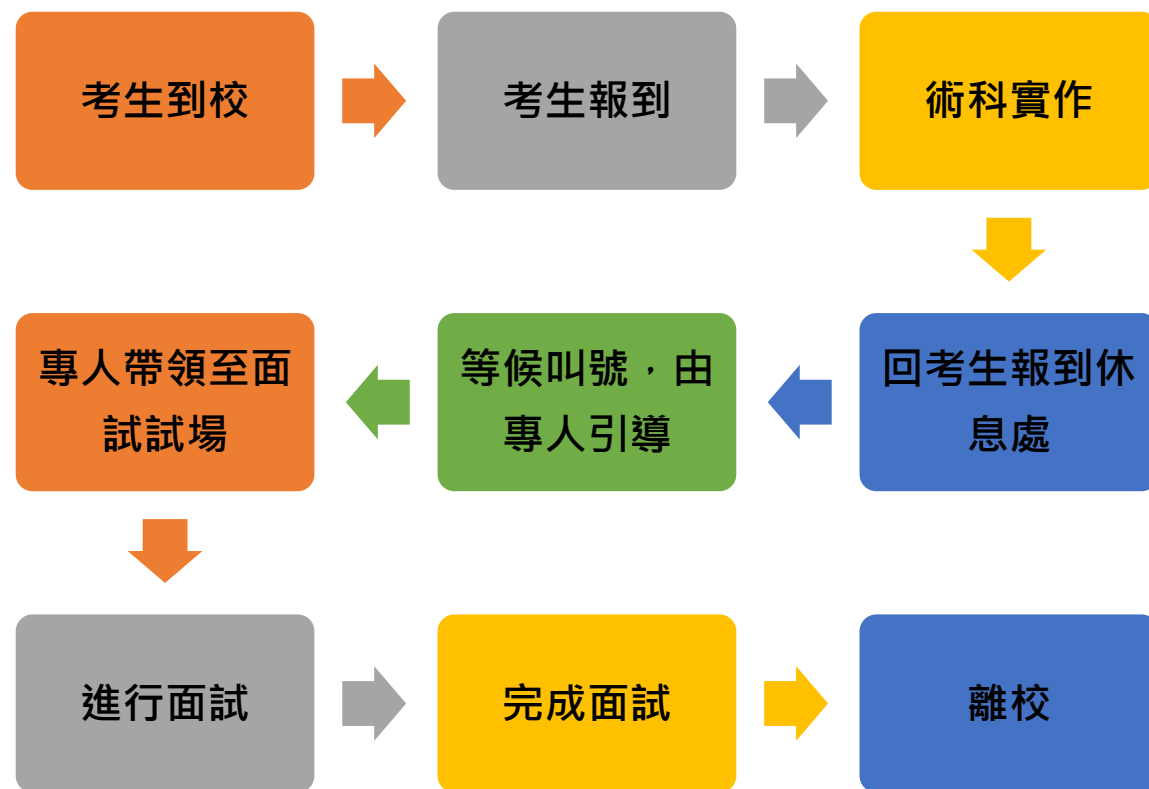 考生到校
考生報到
術科實作
回考生報到休
息處
等候叫號，由
專人引導
專人帶領至面
試試場
進行面試
完成面試
離校